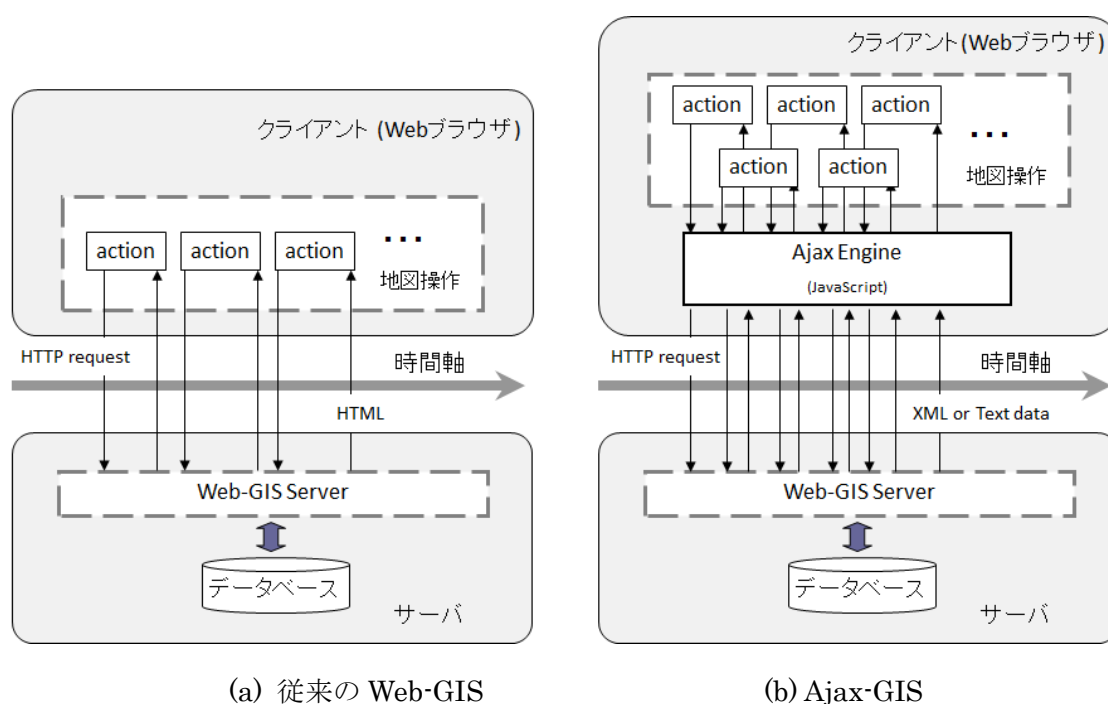 クライアント (Webブラウザ)
action
action
action
...
地図操作
HTTP request
時間軸
HTML
Web-GIS Server
データベース
サーバ
(a) 従来の Web-GIS
クライアント(Webブラウザ)
action
action
action
...
action
action
地図操作
Ajax Engine
(JavaScript)
HTTP request
時間軸
XML or Text data
Web-GIS Server
データベース
サーバ
(b) Ajax-GIS